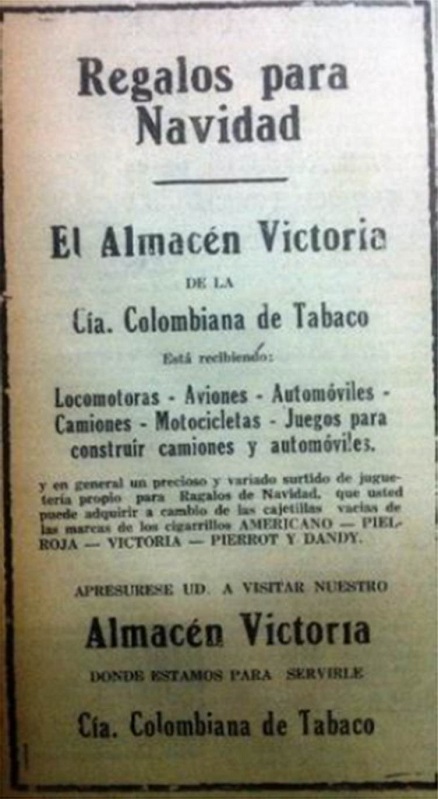 Regalos para
Navidad
El Almacén Victoria
DE LA
Cía. Colombiana de Tabaco
Está recibiendo:
Locomotoras - Aviones - Automóviles -
Camiones - Motocicletas - Juegos para
construír camiones y automóviles.
y en general un precioso y variado surtido de jugue-
tería propio para Ragalos de Navidad, que usted
puede adquirir a cambio de las cajetillas vacias de
las marcas de los cigarrillos AMERICANO — PIEL-
ROJA — VICTORIA — PIERROT Y DANDY.
APRESURESE UD. A VISITAR NUESTRO
Almacén Victoria
DONDE ESTAMOS PARA SERVIRLE
Cía. Colombiana de Tabaco